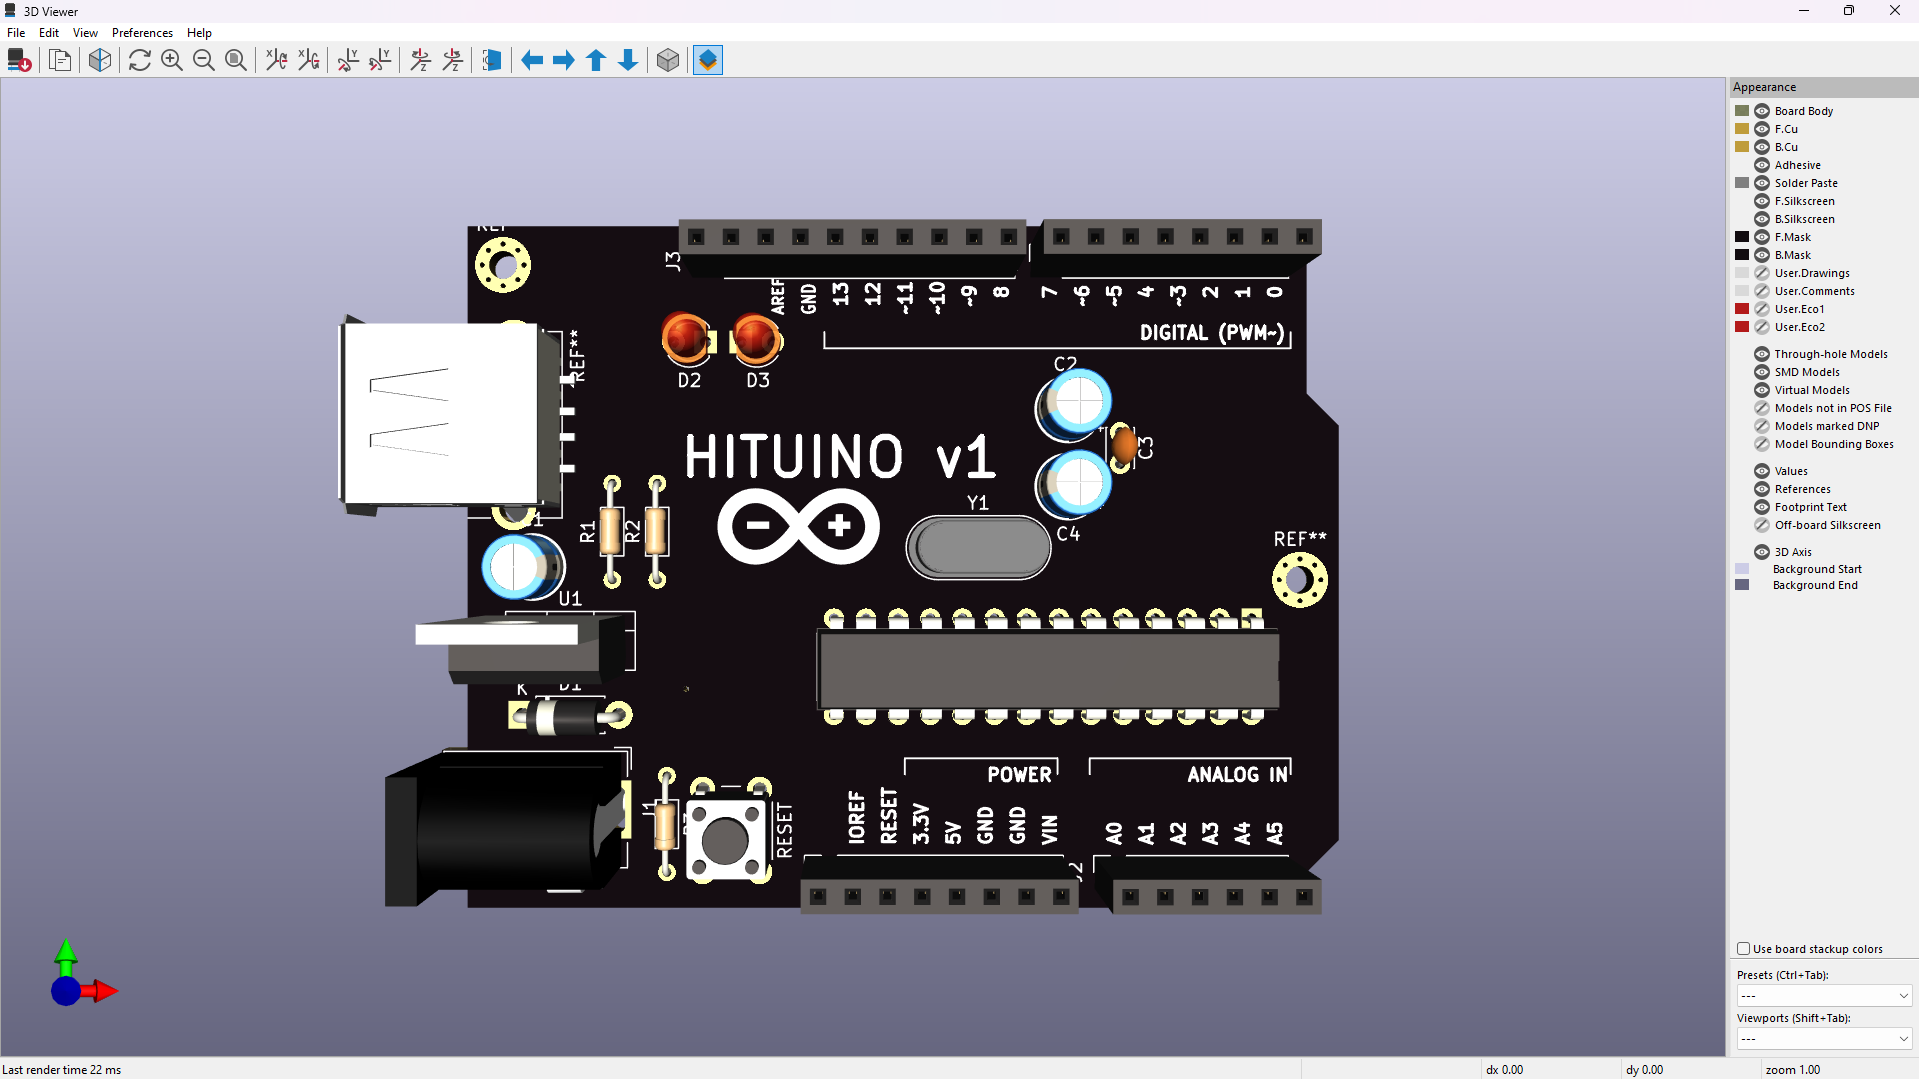 3D Viewer
File Edit View Preferences Help
Appearance
Board Body
F.Cu
B.Cu
Adhesive
Solder Paste
F.Silkscreen
B.Silkscreen
F.Mask
B.Mask
User.Drawings
User.Comments
User.Eco1
User.Eco2
Through-hole Models
SMD Models
Virtual Models
Models not in POS File
Models marked DNP
Model Bounding Boxes
Values
References
Footprint Text
Off-board Silkscreen
3D Axis
Background Start
Background End
Use board stackup colors
Presets (Ctrl+Tab):
---
Viewports (Shift+Tab):
---
J3
AREF GND 13 12 ~11 ~10 ~9 8 7 ~6 ~5 4 ~3 2 1 0
DIGITAL (PWM~)
REF**
D2 D3
C2
C3
HITUINO v1
Y1
C4
R1 R2
REF**
U1
K D1
J1
RESET
POWER ANALOG IN
IOREF RESET 3.3V 5V GND GND VIN A0 A1 A2 A3 A4 A5
Last render time 22 ms
dx 0.00
dy 0.00
zoom 1.00